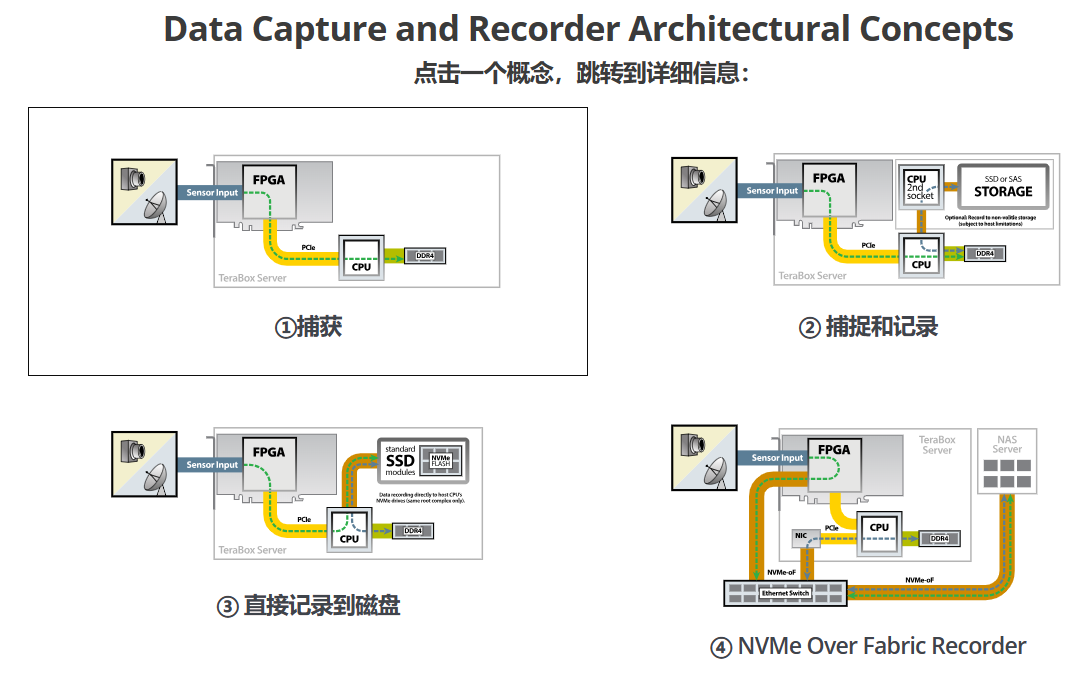 Data Capture and Recorder Architectural Concepts
点击一个概念，跳转到详细信息：
FPGA
Sensor Input
PCIe
CPU
DDR4
TeraBox Server
①捕获
FPGA
Sensor Input
CPU
2nd
socket
SSD or SAS
STORAGE
Optional: Record to non-volitile storage
(subject to host limitations)
PCIe
CPU
DDR4
TeraBox Server
② 捕捉和记录
FPGA
Sensor Input
standard
SSD
modules
NVMe
FLASH
Data recording directly to host CPU's
NVMe drives (same root complex only).
PCIe
CPU
DDR4
TeraBox Server
③ 直接记录到磁盘
FPGA
Sensor Input
TeraBox
Server
NAS
Server
PCIe
CPU
NIC
DDR4
NVMe-oF
NVMe-oF
Ethernet Switch
④ NVMe Over Fabric Recorder